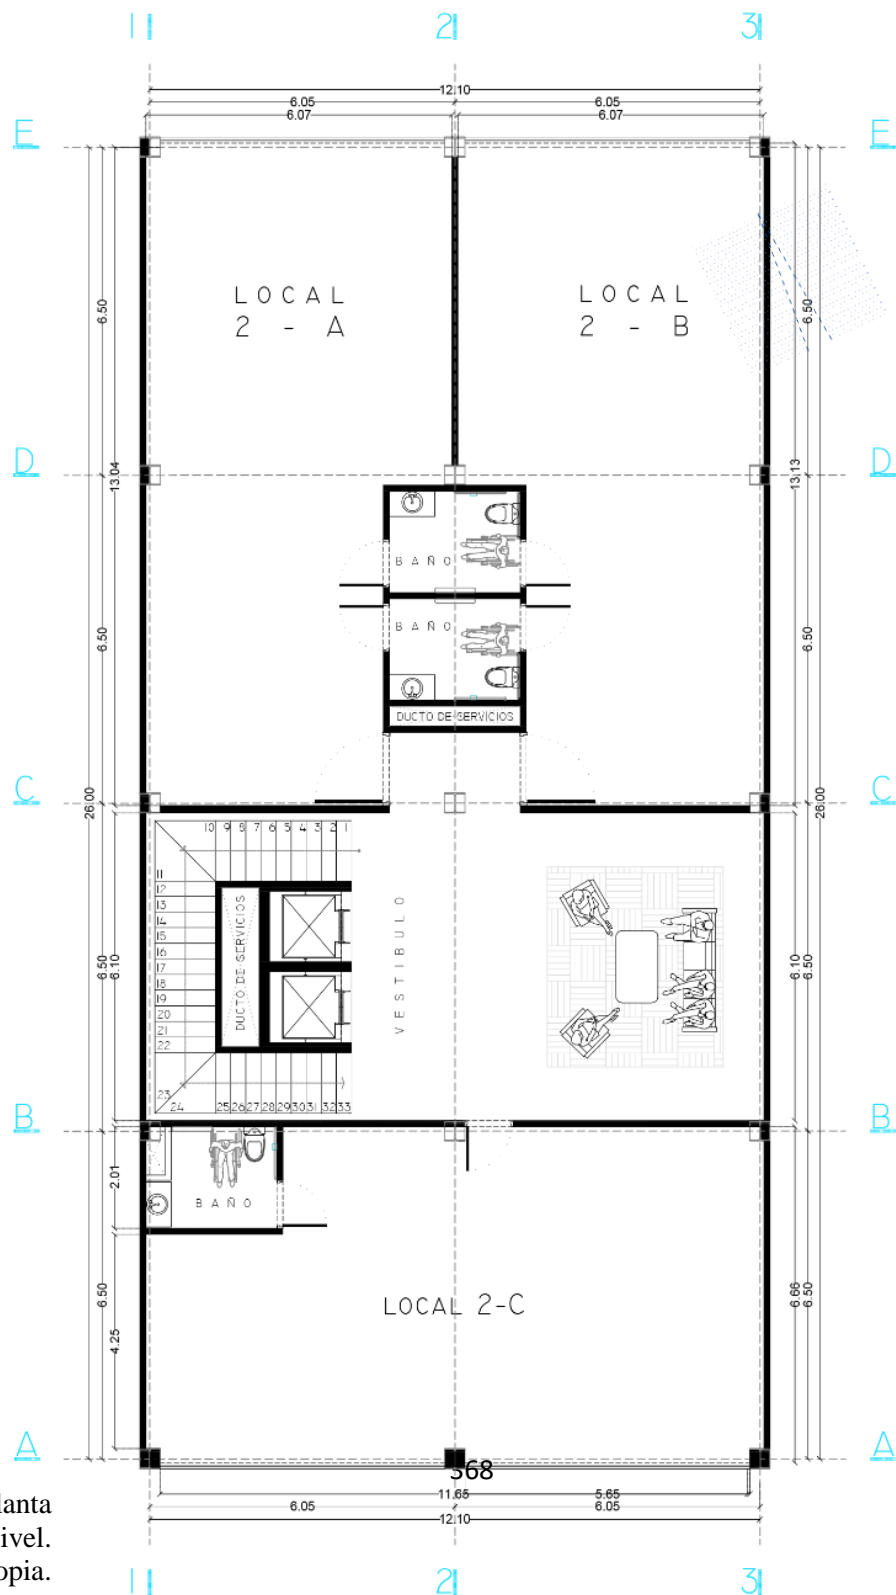 1 2 3
12.10
6.05 6.05
6.07 6.07
E E
LOCAL
2 - A
LOCAL
2 - B
6.50 6.50
D D
13.04 13.13
BAÑO
6.50 6.50
BAÑO
DUCTO DE SERVICIOS
C C
26.00 26.00
10 9 8 7 6 5 4 3 2 1
11
12
13
14
15
16
17
18
19
20
21
22
23
24 25 26 27 28 29 30 31 32 33
DUCTO DE SERVICIOS
VESTIBULO
6.50 6.10 6.10 6.50
B B
2.01
BAÑO
LOCAL 2-C
6.50 6.66 6.50
4.25
A A
568
11.65 5.65
6.05 6.05
12.10
lanta
ivel.
opia.
1 2 3